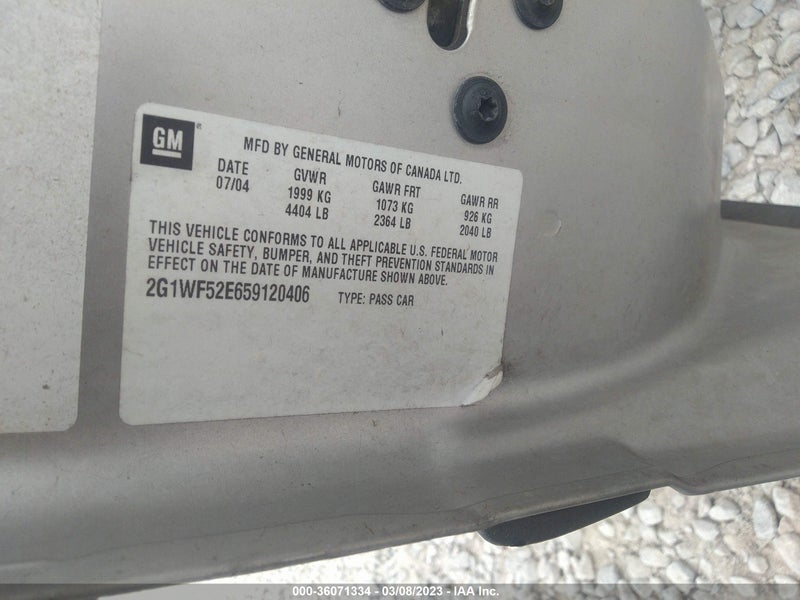 GM®
MFD BY GENERAL MOTORS OF CANADA LTD.
DATE GVWR GAWR FRT GAWR RR
07/04 1999 KG 1073 KG 926 KG
4404 LB 2364 LB 2040 LB
THIS VEHICLE CONFORMS TO ALL APPLICABLE U.S. FEDERAL MOTOR
VEHICLE SAFETY, BUMPER, AND THEFT PREVENTION STANDARDS IN
EFFECT ON THE DATE OF MANUFACTURE SHOWN ABOVE.
2G1WF52E659120406 TYPE: PASS CAR
000-36071334 — 03/08/2023 — IAA Inc.